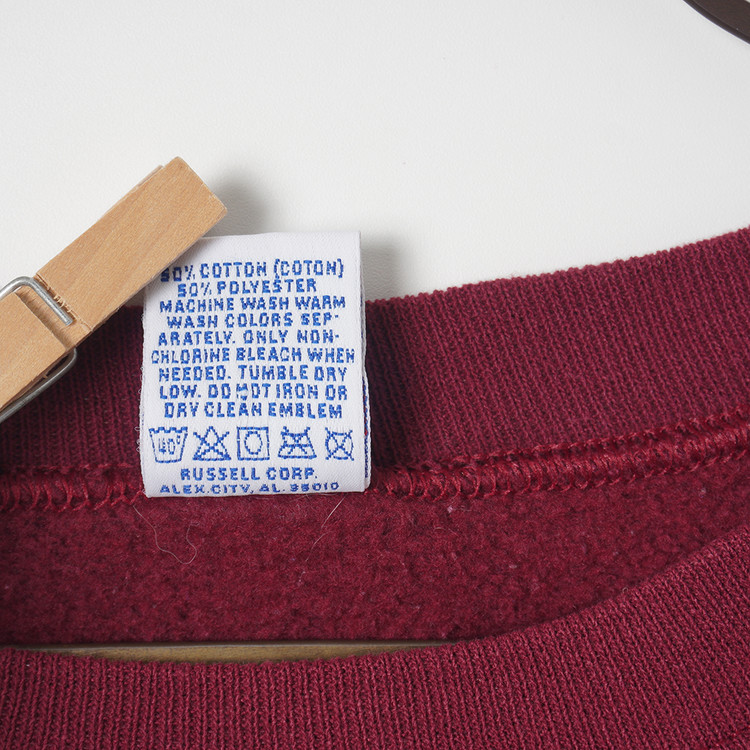 50% COTTON (COTON)
50% POLYESTER
MACHINE WASH WARM
WASH COLORS SEP-
ARATELY. ONLY NON-
CHLORINE BLEACH WHEN
NEEDED. TUMBLE DRY
LOW. DO NOT IRON OR
DRY CLEAN EMBLEM
40°
RUSSELL CORP.
ALEX.CITY, AL. 35010